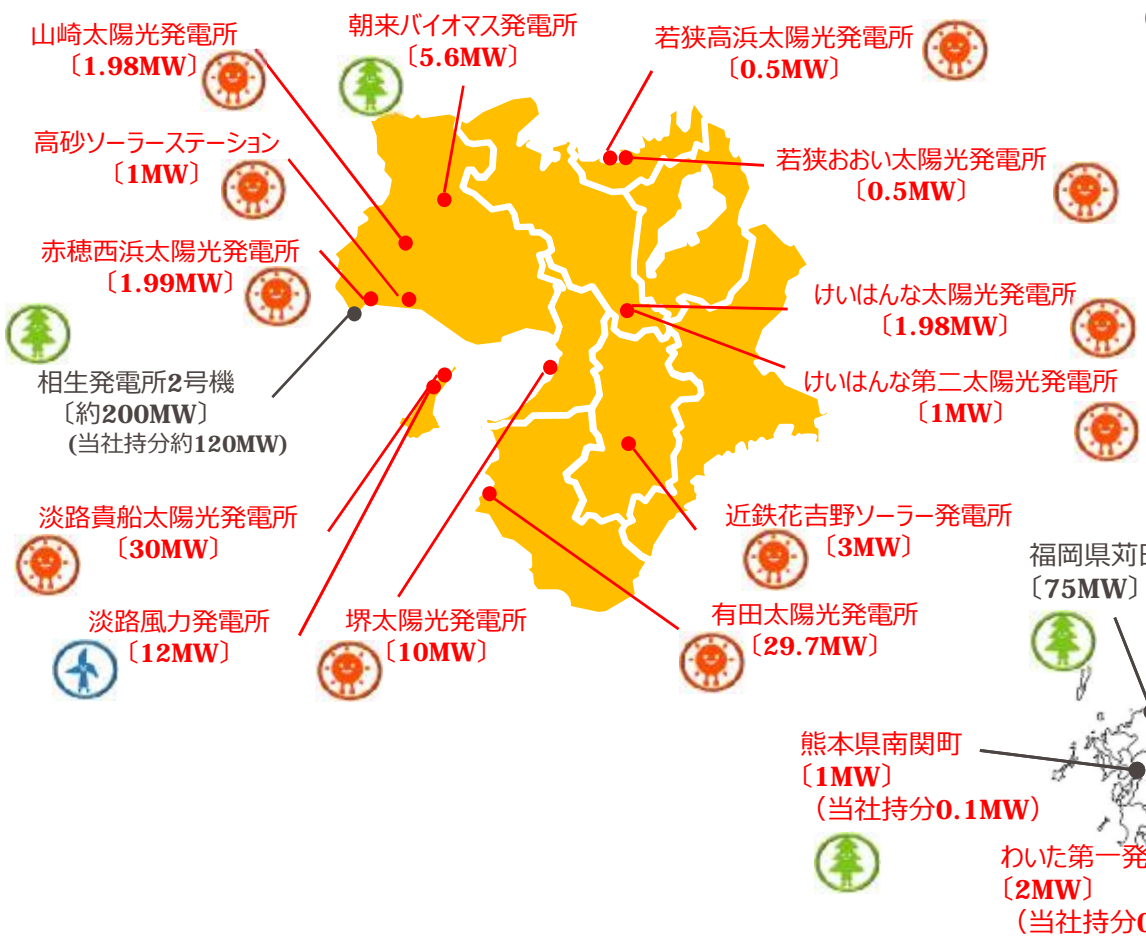 山崎太陽光発電所
〔1.98MW〕
朝来バイオマス発電所
〔5.6MW〕
若狭高浜太陽光発電所
〔0.5MW〕
高砂ソーラーステーション
〔1MW〕
若狭おおい太陽光発電所
〔0.5MW〕
赤穂西浜太陽光発電所
〔1.99MW〕
けいはんな太陽光発電所
〔1.98MW〕
相生発電所2号機
〔約200MW〕
(当社持分約120MW)
けいはんな第二太陽光発電所
〔1MW〕
淡路貴船太陽光発電所
〔30MW〕
近鉄花吉野ソーラー発電所
〔3MW〕
福岡県苅田
〔75MW〕
淡路風力発電所
〔12MW〕
堺太陽光発電所
〔10MW〕
有田太陽光発電所
〔29.7MW〕
熊本県南関町
〔1MW〕
（当社持分0.1MW）
わいた第一発
〔2MW〕
（当社持分0